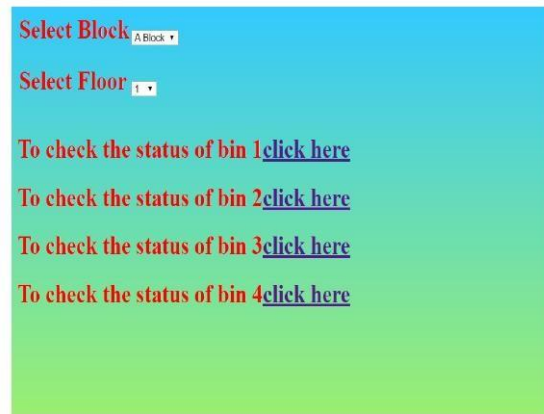 Select Block A Block
Select Floor 1
To check the status of bin 1click here
To check the status of bin 2click here
To check the status of bin 3click here
To check the status of bin 4click here